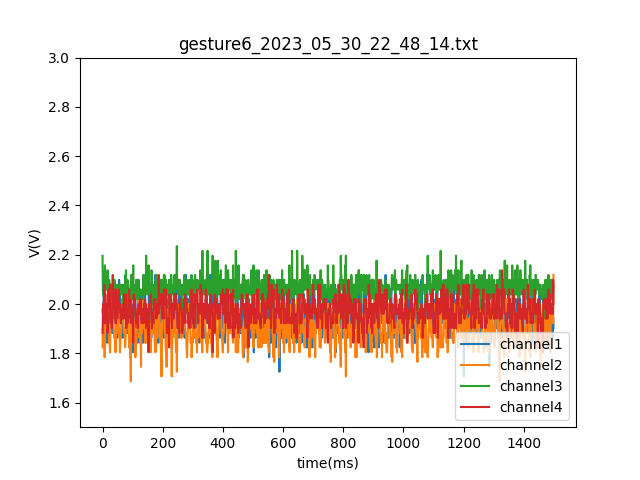 gesture6_2023_05_30_22_48_14.txt
3.0
2.8
2.6
2.4
2.2
2.0
1.8
1.6
V(V)
0 200 400 600 800 1000 1200 1400
time(ms)
channel1
channel2
channel3
channel4